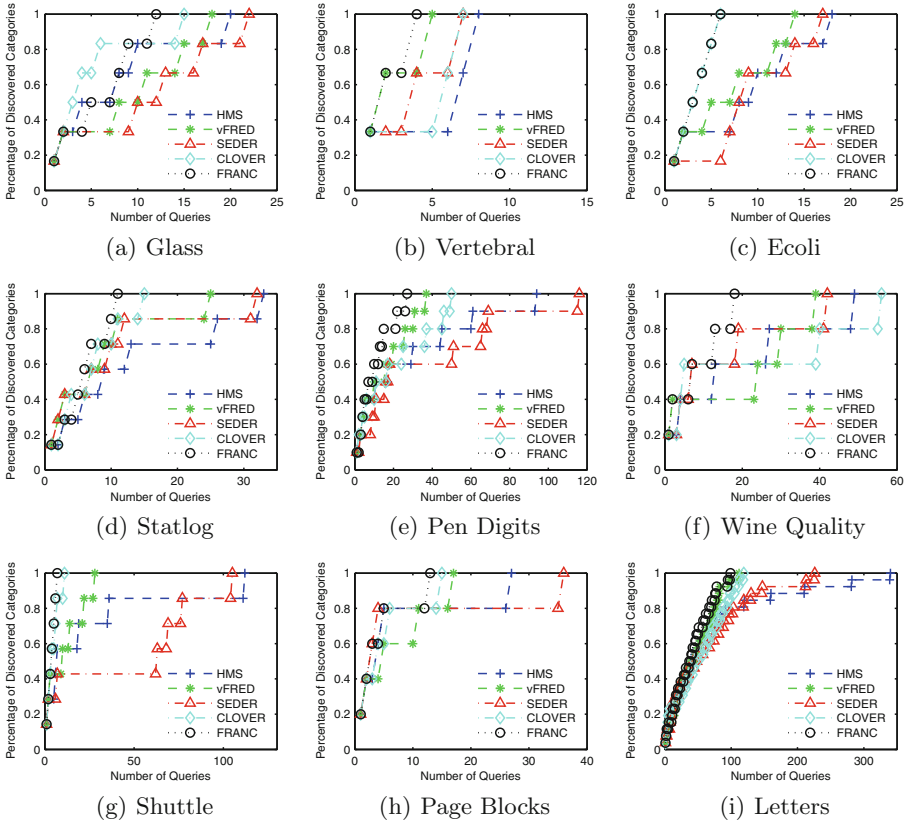 Percentage of Discovered Categories
1
0.8
0.6
0.4
0.2
0
0 5 10 15 20 25
Number of Queries
HMS
vFRED
SEDER
CLOVER
FRANC
(a) Glass
Percentage of Discovered Categories
1
0.8
0.6
0.4
0.2
0
0 5 10 15
Number of Queries
HMS
vFRED
SEDER
CLOVER
FRANC
(b) Vertebral
Percentage of Discovered Categories
1
0.8
0.6
0.4
0.2
0
0 5 10 15 20 25
Number of Queries
HMS
vFRED
SEDER
CLOVER
FRANC
(c) Ecoli
Percentage of Discovered Categories
1
0.8
0.6
0.4
0.2
0
0 10 20 30
Number of Queries
HMS
vFRED
SEDER
CLOVER
FRANC
(d) Statlog
Percentage of Discovered Categories
1
0.8
0.6
0.4
0.2
0
0 20 40 60 80 100 120
Number of Queries
HMS
vFRED
SEDER
CLOVER
FRANC
(e) Pen Digits
Percentage of Discovered Categories
1
0.8
0.6
0.4
0.2
0
0 20 40 60
Number of Queries
HMS
vFRED
SEDER
CLOVER
FRANC
(f) Wine Quality
Percentage of Discovered Categories
1
0.8
0.6
0.4
0.2
0
0 50 100
Number of Queries
HMS
vFRED
SEDER
CLOVER
FRANC
(g) Shuttle
Percentage of Discovered Categories
1
0.8
0.6
0.4
0.2
0
0 10 20 30 40
Number of Queries
HMS
vFRED
SEDER
CLOVER
FRANC
(h) Page Blocks
Percentage of Discovered Categories
1
0.8
0.6
0.4
0.2
0
0 100 200 300
Number of Queries
HMS
vFRED
SEDER
CLOVER
FRANC
(i) Letters